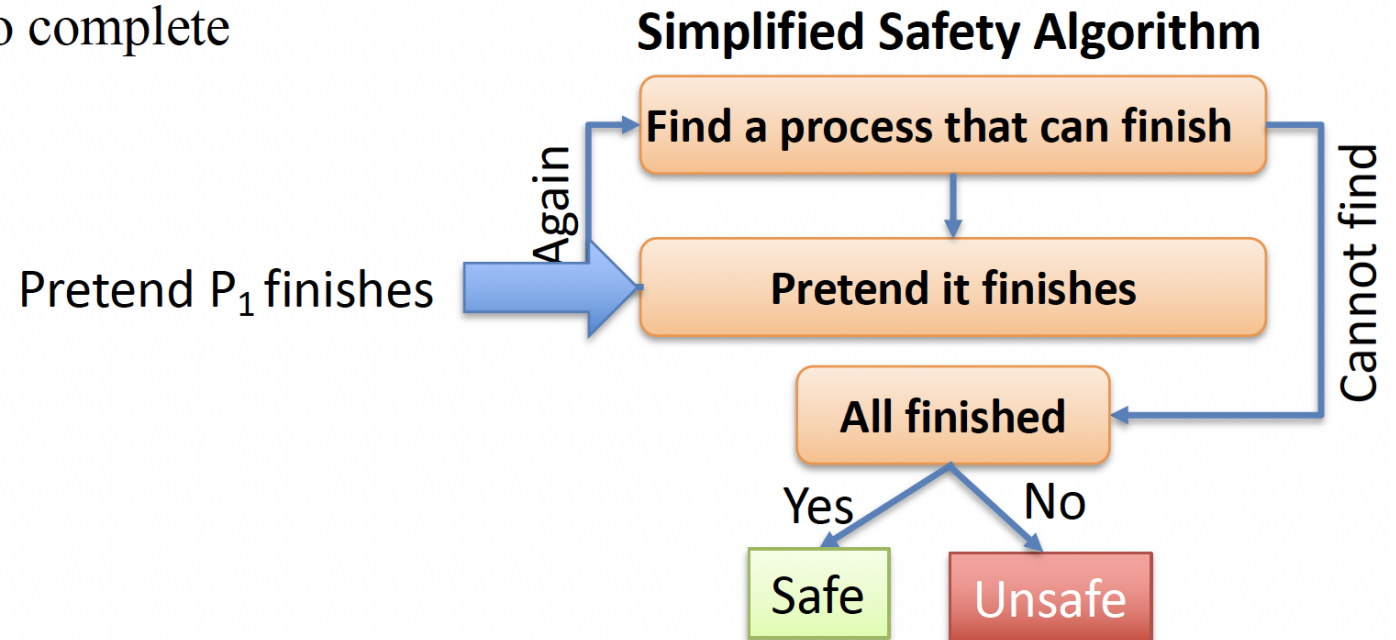 o complete
Simplified Safety Algorithm
Find a process that can finish
Again
Cannot find
Pretend P₁ finishes
Pretend it finishes
All finished
Yes
No
Safe
Unsafe